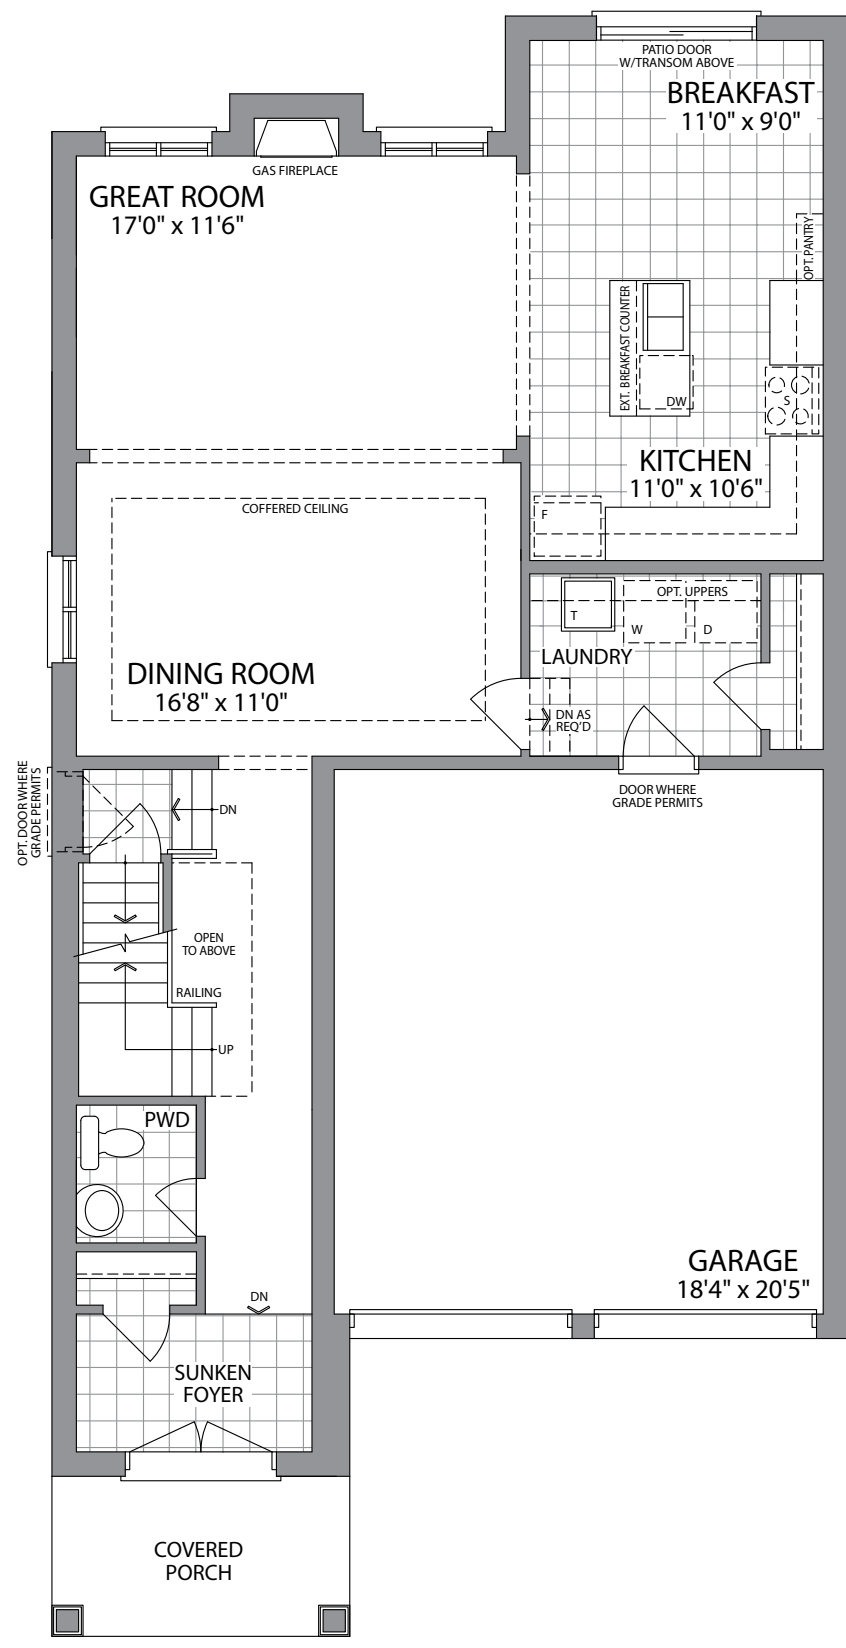 PATIO DOOR
W/TRANSOM ABOVE
BREAKFAST
11'0" x 9'0"
GAS FIREPLACE
GREAT ROOM
17'0" x 11'6"
OPT. PANTRY
EXT. BREAKFAST COUNTER
DW
S
KITCHEN
11'0" x 10'6"
F
COFFERED CEILING
DINING ROOM
16'8" x 11'0"
OPT. UPPERS
T
W
D
LAUNDRY
DN AS
REQ'D
OPT. DOOR WHERE
GRADE PERMITS
DN
DOOR WHERE
GRADE PERMITS
OPEN
TO ABOVE
RAILING
UP
PWD
GARAGE
18'4" x 20'5"
DN
SUNKEN
FOYER
COVERED
PORCH